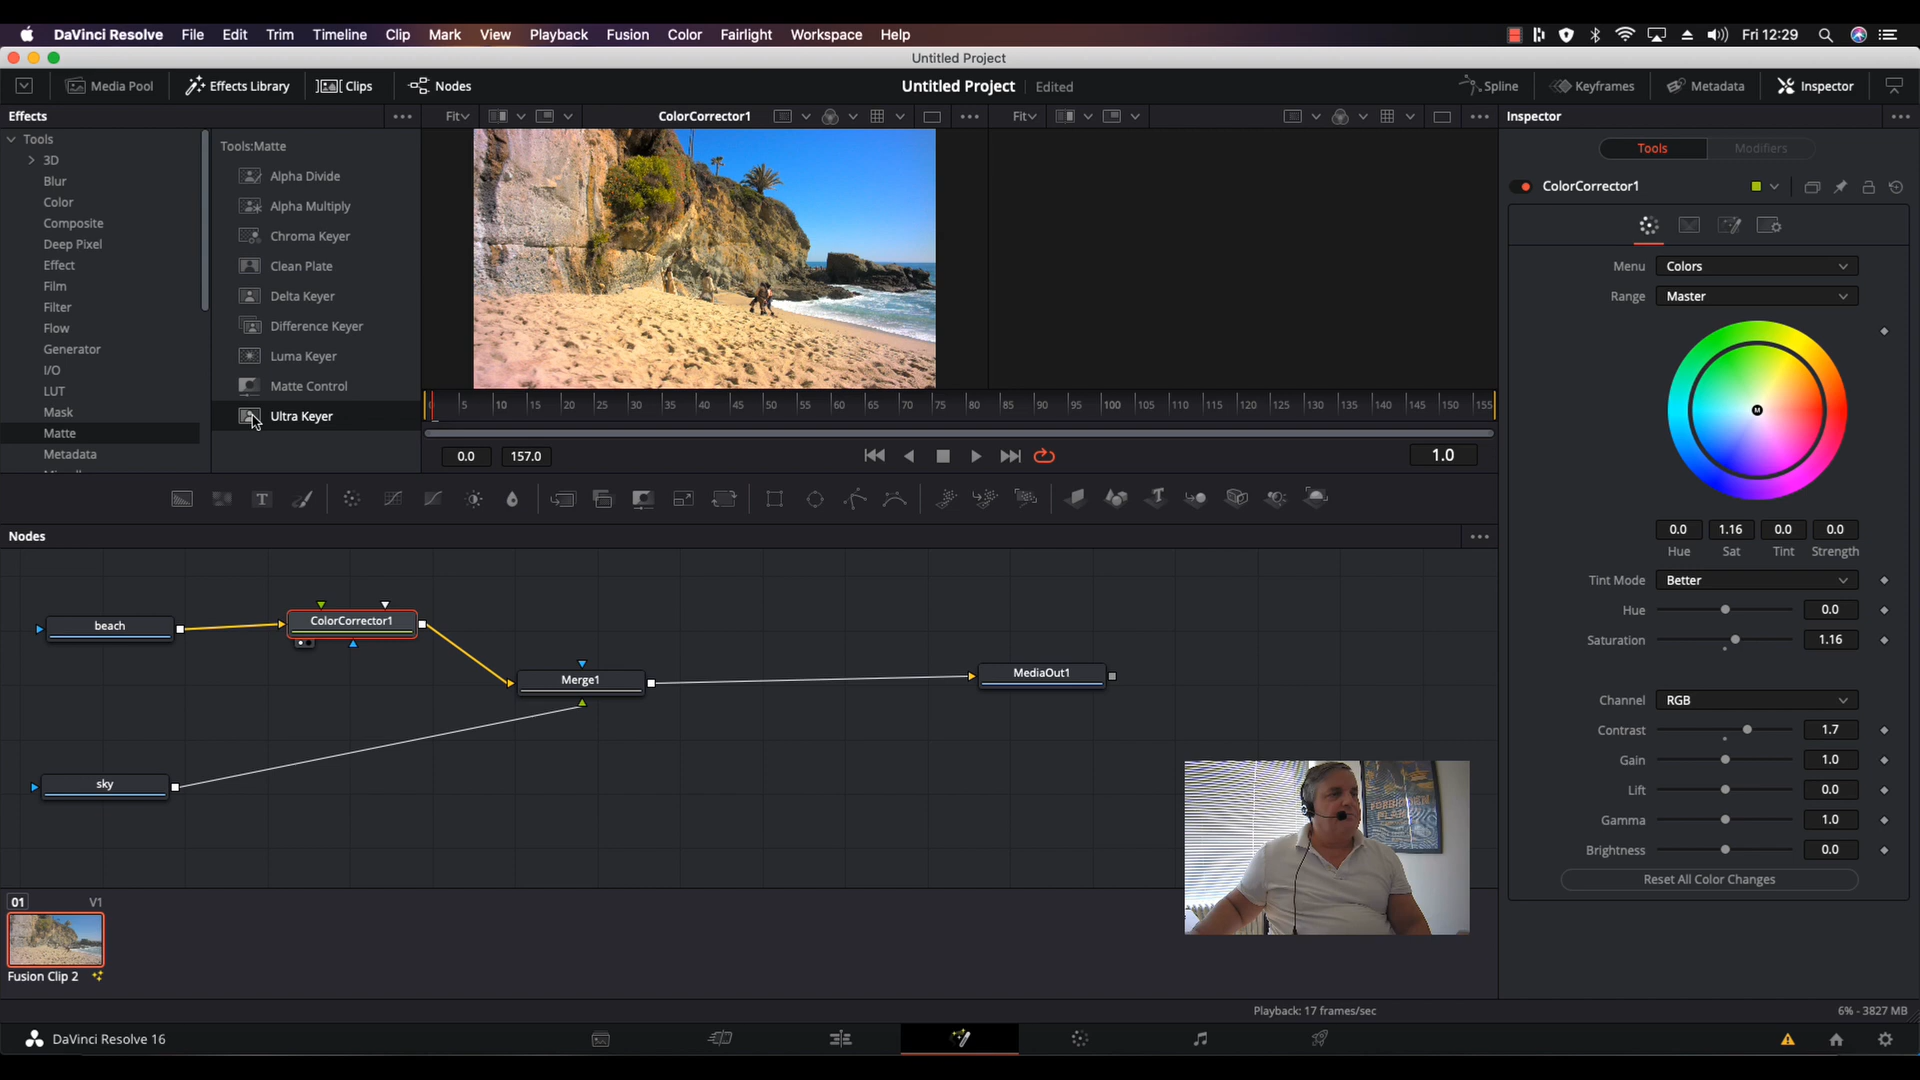 DaVinci Resolve File Edit Trim Timeline Clip Mark View Playback Fusion Color Fairlight Workspace Help Fri 12:29
Untitled Project
Media Pool Effects Library Clips Nodes Untitled Project Edited Spline Keyframes Metadata Inspector
Effects Fit ColorCorrector1 Fit Inspector
Tools
3D
Blur
Color
Composite
Deep Pixel
Effect
Film
Filter
Flow
Generator
I/O
LUT
Mask
Matte
Metadata
Tools:Matte
Alpha Divide
Alpha Multiply
Chroma Keyer
Clean Plate
Delta Keyer
Difference Keyer
Luma Keyer
Matte Control
Ultra Keyer
5 10 15 20 25 30 35 40 45 50 55 60 65 70 75 80 85 90 95 100 105 110 115 120 125 130 135 140 145 150 155
0.0 157.0 1.0
Tools Modifiers
ColorCorrector1
Menu Colors
Range Master
M
0.0 1.16 0.0 0.0
Hue Sat Tint Strength
Tint Mode Better
Hue 0.0
Saturation 1.16
Channel RGB
Contrast 1.7
Gain 1.0
Lift 0.0
Gamma 1.0
Brightness 0.0
Reset All Color Changes
T
Nodes
beach
ColorCorrector1
Merge1
MediaOut1
sky
FORBIDDEN
PLANET
01 V1
Fusion Clip 2
Playback: 17 frames/sec 6% - 3827 MB
DaVinci Resolve 16